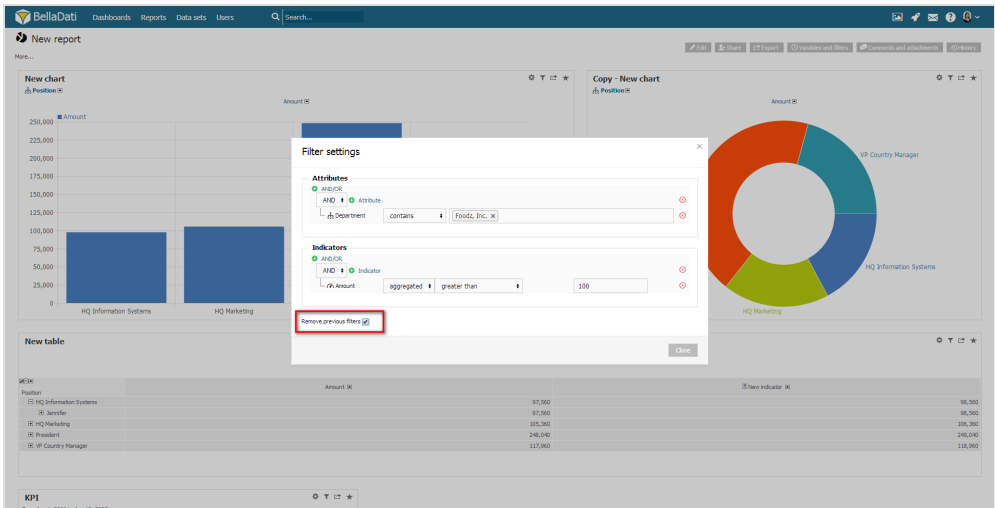 BellaDati Dashboards Reports Data sets Users Search...
New report
Edit Share Export Variables and filters Comments and attachments History
More...
New chart
Position
Amount
Amount
250,000
225,000
200,000
175,000
150,000
125,000
100,000
75,000
50,000
25,000
0
HQ Information Systems HQ Marketing
Copy - New chart
Position
Amount
VP Country Manager
HQ Information Systems
HQ Marketing
Filter settings
Attributes
AND/OR
AND Attribute
Department contains Foodz, Inc.
Indicators
AND/OR
AND Indicator
Amount aggregated greater than 100
Remove previous filters
Close
New table
Position Amount New indicator
HQ Information Systems 97,560 98,560
Jennifer 97,560 98,560
HQ Marketing 105,360 106,360
President 248,040 249,040
VP Country Manager 117,960 118,960
KPI